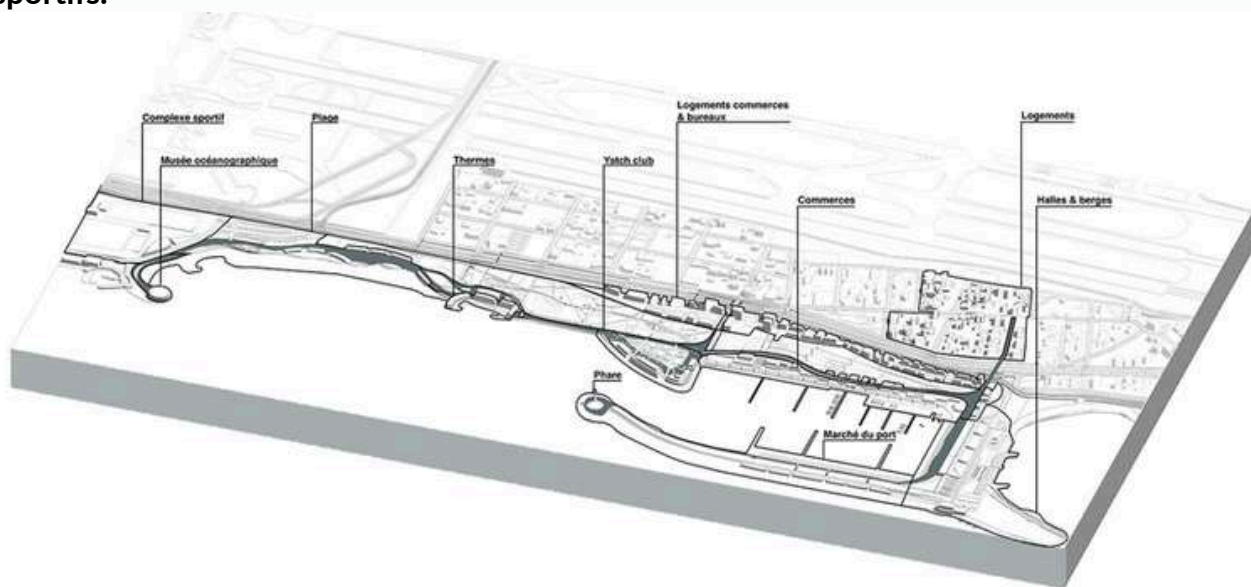 sportifs.
Logements commerces
& bureaux
Logements
Complexe sportif
Plage
Musée océanographique
Thermes
Yatch club
Commerces
Halles & berges
Phare
Marché du port